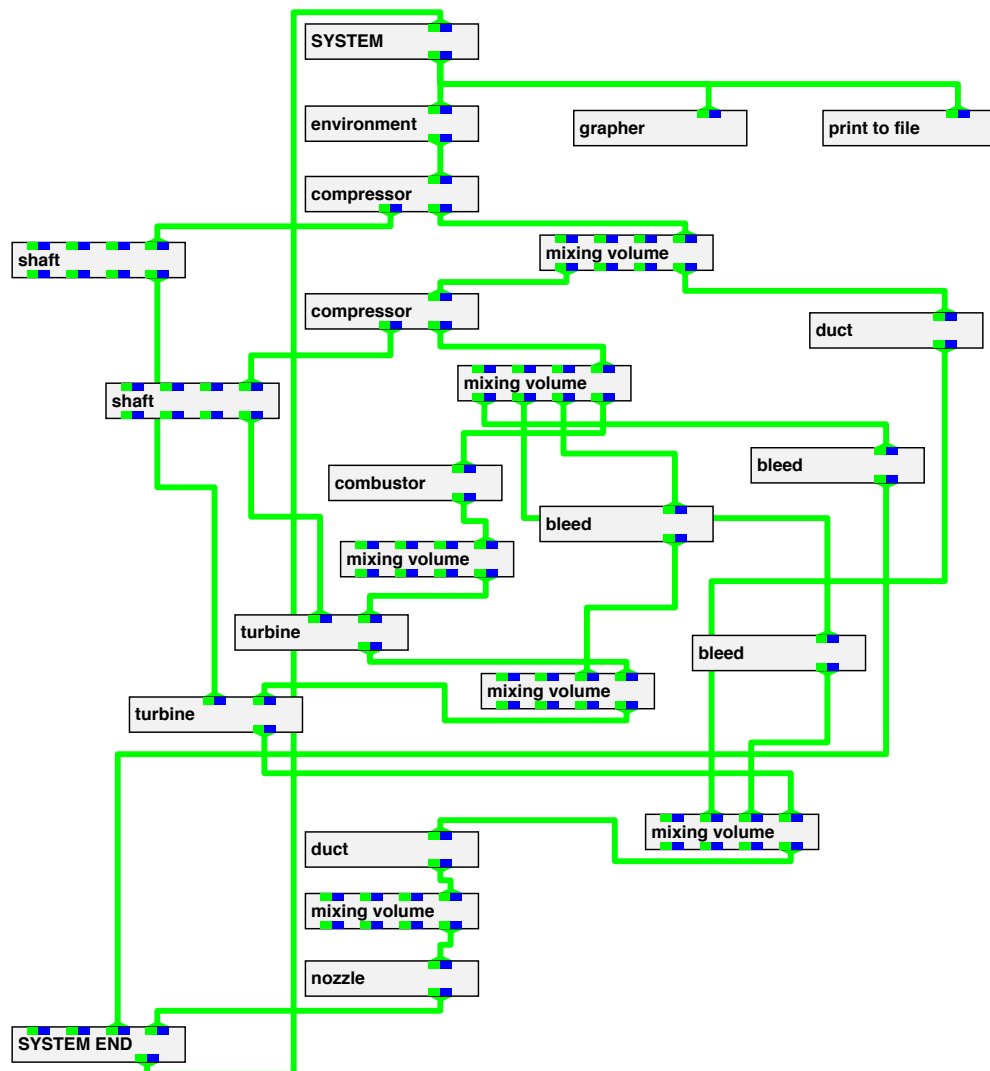 SYSTEM
environment
grapher
print to file
compressor
shaft
mixing volume
compressor
duct
mixing volume
shaft
bleed
combustor
bleed
mixing volume
turbine
bleed
mixing volume
turbine
mixing volume
duct
mixing volume
nozzle
SYSTEM END